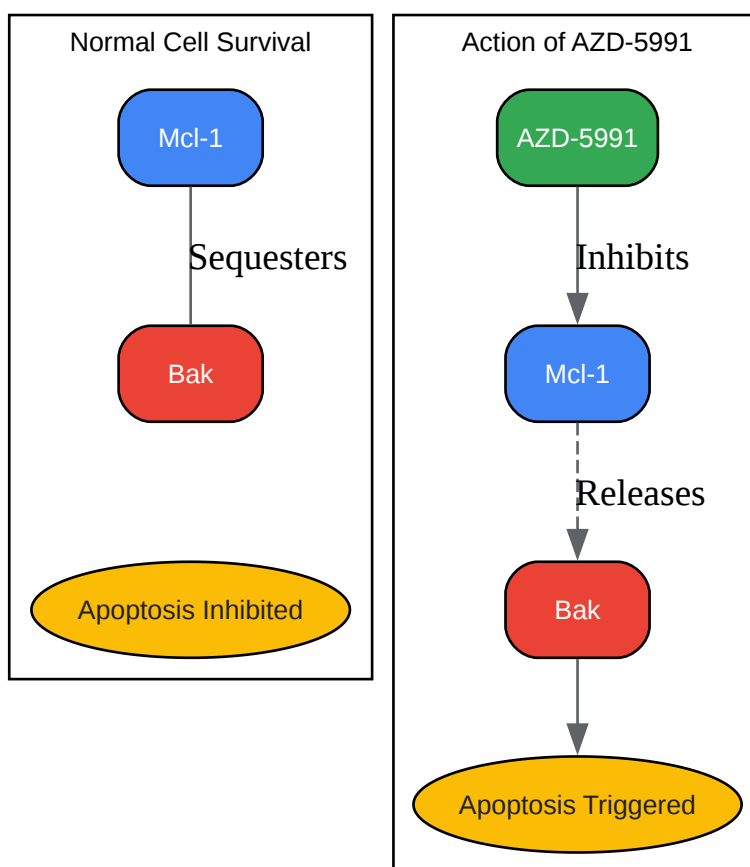 Normal Cell Survival
Mcl-1
Sequesters
Bak
Apoptosis Inhibited
Action of AZD-5991
AZD-5991
Inhibits
Mcl-1
Releases
Bak
Apoptosis Triggered